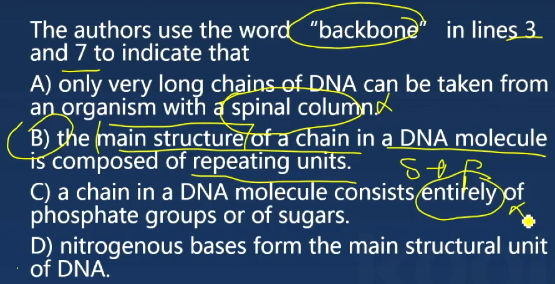 The authors use the word “backbone” in lines 3
and 7 to indicate that
A) only very long chains of DNA can be taken from
an organism with a spinal column.
B) the main structure of a chain in a DNA molecule
is composed of repeating units.
S + P
C) a chain in a DNA molecule consists entirely of
phosphate groups or of sugars.
D) nitrogenous bases form the main structural unit
of DNA.